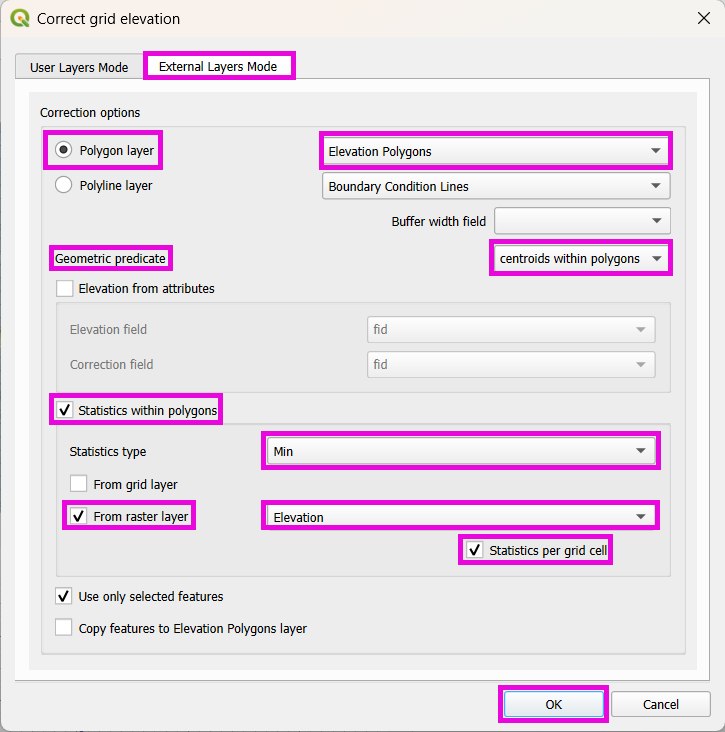 Correct grid elevation
User Layers Mode
External Layers Mode
Correction options
Polygon layer
Elevation Polygons
Polyline layer
Boundary Condition Lines
Buffer width field
Geometric predicate
centroids within polygons
Elevation from attributes
Elevation field
fid
Correction field
fid
Statistics within polygons
Statistics type
Min
From grid layer
From raster layer
Elevation
Statistics per grid cell
Use only selected features
Copy features to Elevation Polygons layer
OK
Cancel